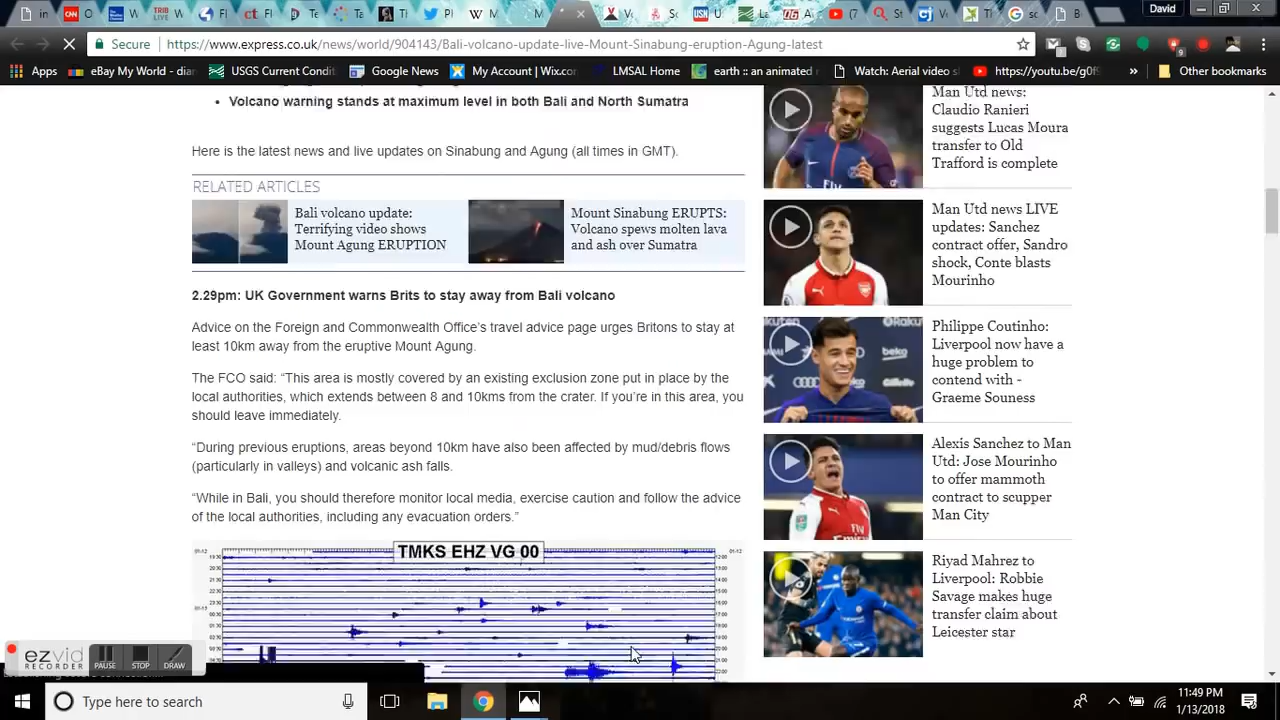 David
Secure
https://www.express.co.uk/news/world/904143/Bali-volcano-update-live-Mount-Sinabung-eruption-Agung-latest
Apps
eBay My World - dian
USGS Current Condit
Google News
My Account | Wix.com
LMSAL Home
earth :: an animated
Watch: Aerial video s
https://youtu.be/g0f9
Other bookmarks
• Volcano warning stands at maximum level in both Bali and North Sumatra
Here is the latest news and live updates on Sinabung and Agung (all times in GMT).
RELATED ARTICLES
Bali volcano update:
Terrifying video shows
Mount Agung ERUPTION
Mount Sinabung ERUPTS:
Volcano spews molten lava
and ash over Sumatra
2.29pm: UK Government warns Brits to stay away from Bali volcano
Advice on the Foreign and Commonwealth Office's travel advice page urges Britons to stay at
least 10km away from the eruptive Mount Agung.
The FCO said: “This area is mostly covered by an existing exclusion zone put in place by the
local authorities, which extends between 8 and 10kms from the crater. If you're in this area, you
should leave immediately.
“During previous eruptions, areas beyond 10km have also been affected by mud/debris flows
(particularly in valleys) and volcanic ash falls.
“While in Bali, you should therefore monitor local media, exercise caution and follow the advice
of the local authorities, including any evacuation orders.”
TMKS EHZ VG 00
Man Utd news:
Claudio Ranieri
suggests Lucas Moura
transfer to Old
Trafford is complete
Man Utd news LIVE
updates: Sanchez
contract offer, Sandro
shock, Conte blasts
Mourinho
Philippe Coutinho:
Liverpool now have a
huge problem to
contend with -
Graeme Souness
Alexis Sanchez to Man
Utd: Jose Mourinho
to offer mammoth
contract to scupper
Man City
Riyad Mahrez to
Liverpool: Robbie
Savage makes huge
transfer claim about
Leicester star
ezvid
RECORDER
PAUSE
STOP
DRAW
Type here to search
11:49 PM
1/13/2018